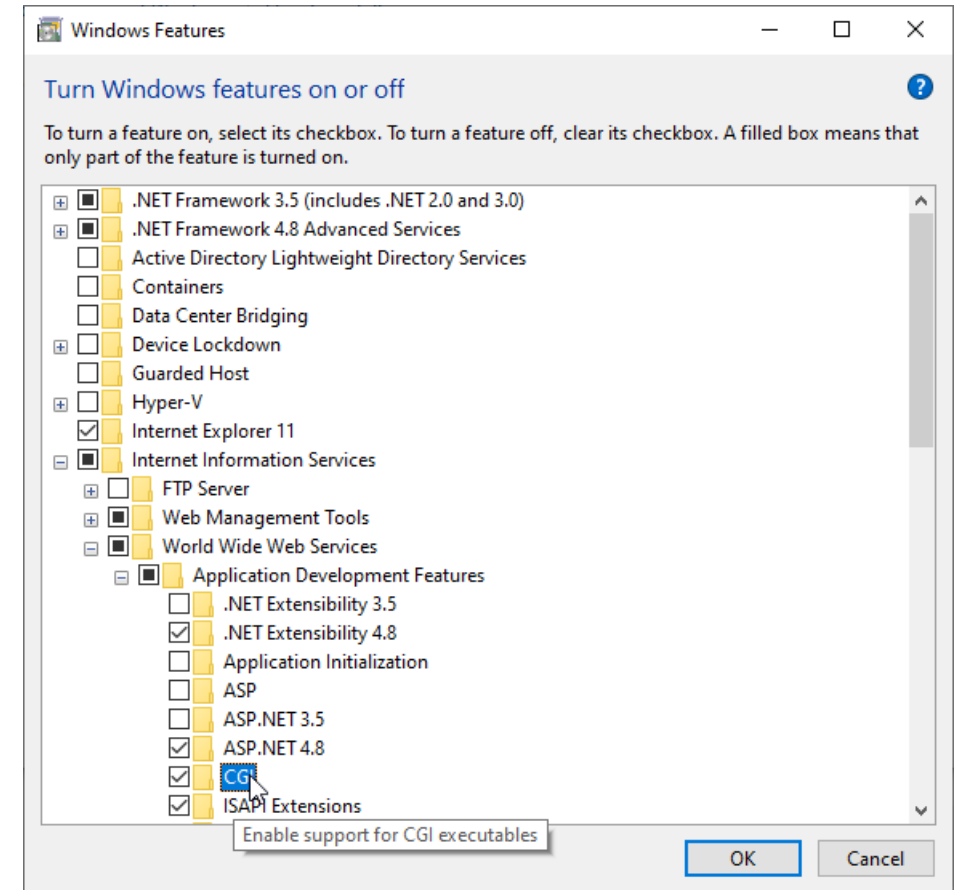 Windows Features
Turn Windows features on or off
To turn a feature on, select its checkbox. To turn a feature off, clear its checkbox. A filled box means that
only part of the feature is turned on.
.NET Framework 3.5 (includes .NET 2.0 and 3.0)
.NET Framework 4.8 Advanced Services
Active Directory Lightweight Directory Services
Containers
Data Center Bridging
Device Lockdown
Guarded Host
Hyper-V
Internet Explorer 11
Internet Information Services
FTP Server
Web Management Tools
World Wide Web Services
Application Development Features
.NET Extensibility 3.5
.NET Extensibility 4.8
Application Initialization
ASP
ASP.NET 3.5
ASP.NET 4.8
CGI
ISAPI Extensions
Enable support for CGI executables
OK
Cancel